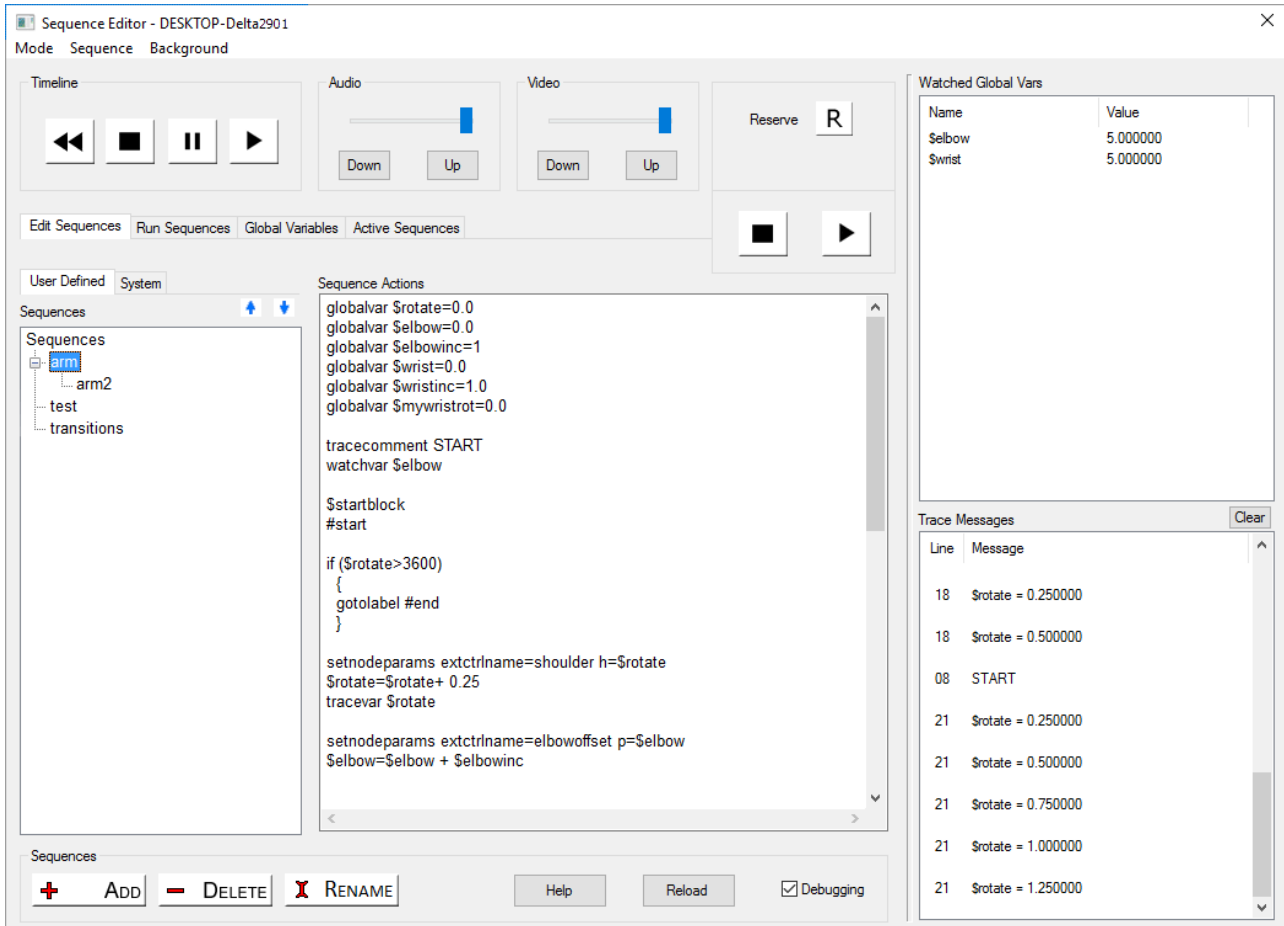 Sequence Editor - DESKTOP-Delta2901
Mode Sequence Background
Timeline
Audio
Down Up
Video
Down Up
Reserve R
Edit Sequences Run Sequences Global Variables Active Sequences
User Defined System
Sequences
Sequences
arm
arm2
test
transitions
Sequence Actions
globalvar $rotate=0.0
globalvar $elbow=0.0
globalvar $elbowinc=1
globalvar $wrist=0.0
globalvar $wristinc=1.0
globalvar $mywristrot=0.0
tracecomment START
watchvar $elbow
$startblock
#start
if ($rotate>3600)
{
gotolabel #end
}
setnodeparams extctrlname=shoulder h=$rotate
$rotate=$rotate+ 0.25
tracevar $rotate
setnodeparams extctrlname=elbowoffset p=$elbow
$elbow=$elbow + $elbowinc
Sequences
ADD DELETE RENAME Help Reload Debugging
Watched Global Vars
Name Value
$elbow 5.000000
$wrist 5.000000
Trace Messages Clear
Line Message
18 $rotate = 0.250000
18 $rotate = 0.500000
08 START
21 $rotate = 0.250000
21 $rotate = 0.500000
21 $rotate = 0.750000
21 $rotate = 1.000000
21 $rotate = 1.250000